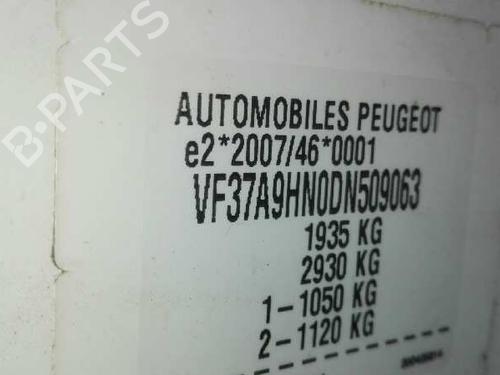 B-PARTS
AUTOMOBILES PEUGEOT
e2*2007/46*0001
VF37A9HN0DN509063
1935 KG
2930 KG
1-1050 KG
2-1120 KG